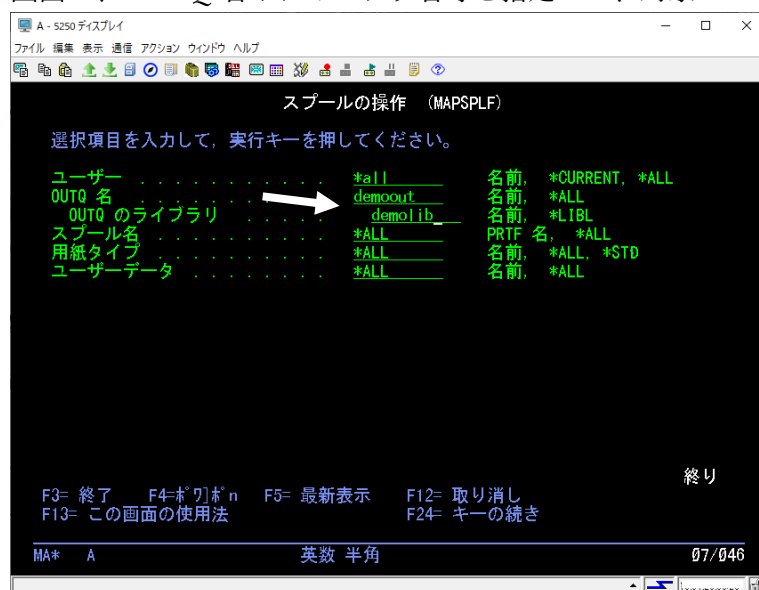 A - 5250 ディスプレイ
ファイル 編集 表示 通信 アクション ウィンドウ ヘルプ
スプールの操作 (MAPSPLF)
選択項目を入力して，実行キーを押してください。
ユーザー . . . . . . . . . . . *all 名前, *CURRENT, *ALL
OUTQ 名 . . . . . . . . . . . demoout 名前, *ALL
OUTQ のライブラリ . . . . . demolib 名前, *LIBL
スプール名 . . . . . . . . . . *ALL PRTF 名, *ALL
用紙タイプ . . . . . . . . . . *ALL 名前, *ALL, *STD
ユーザーデータ . . . . . . . . *ALL 名前, *ALL
終り
F3= 終了 F4=ﾎﾟﾜ]ﾎﾟn F5= 最新表示 F12= 取り消し
F13= この画面の使用法 F24= キーの続き
MA* A 英数 半角 07/046